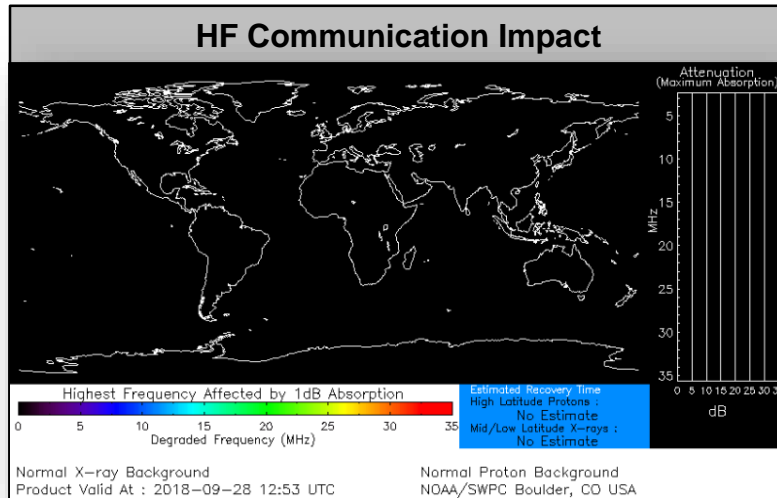 HF Communication Impact
Attenuation
(Maximum Absorption)
5
10
15
MHz
20
25
30
35
0 5 10 15 20 25 30 35
dB
Highest Frequency Affected by 1dB Absorption
0 5 10 15 20 25 30 35
Degraded Frequency (MHz)
Estimated Recovery Time
High Latitude Protons :
No Estimate
Mid/Low Latitude X-rays :
No Estimate
Normal X-ray Background
Normal Proton Background
Product Valid At : 2018-09-28 12:53 UTC
NOAA/SWPC Boulder, CO USA